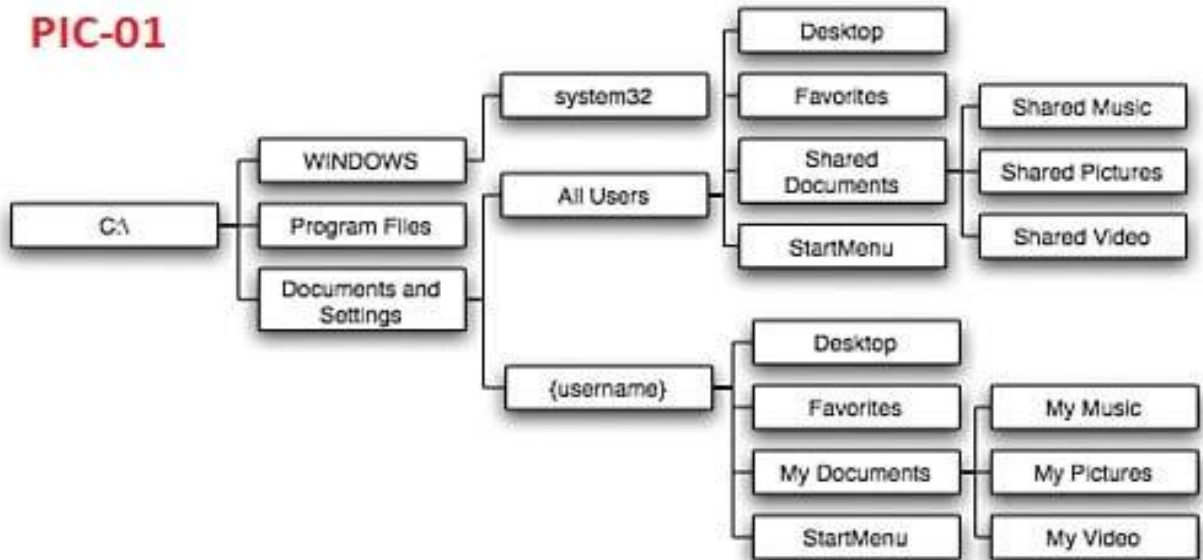 PIC-01
C:\
WINDOWS
Program Files
Documents and
Settings
system32
All Users
{username}
Desktop
Favorites
Shared
Documents
StartMenu
Shared Music
Shared Pictures
Shared Video
Desktop
Favorites
My Documents
StartMenu
My Music
My Pictures
My Video